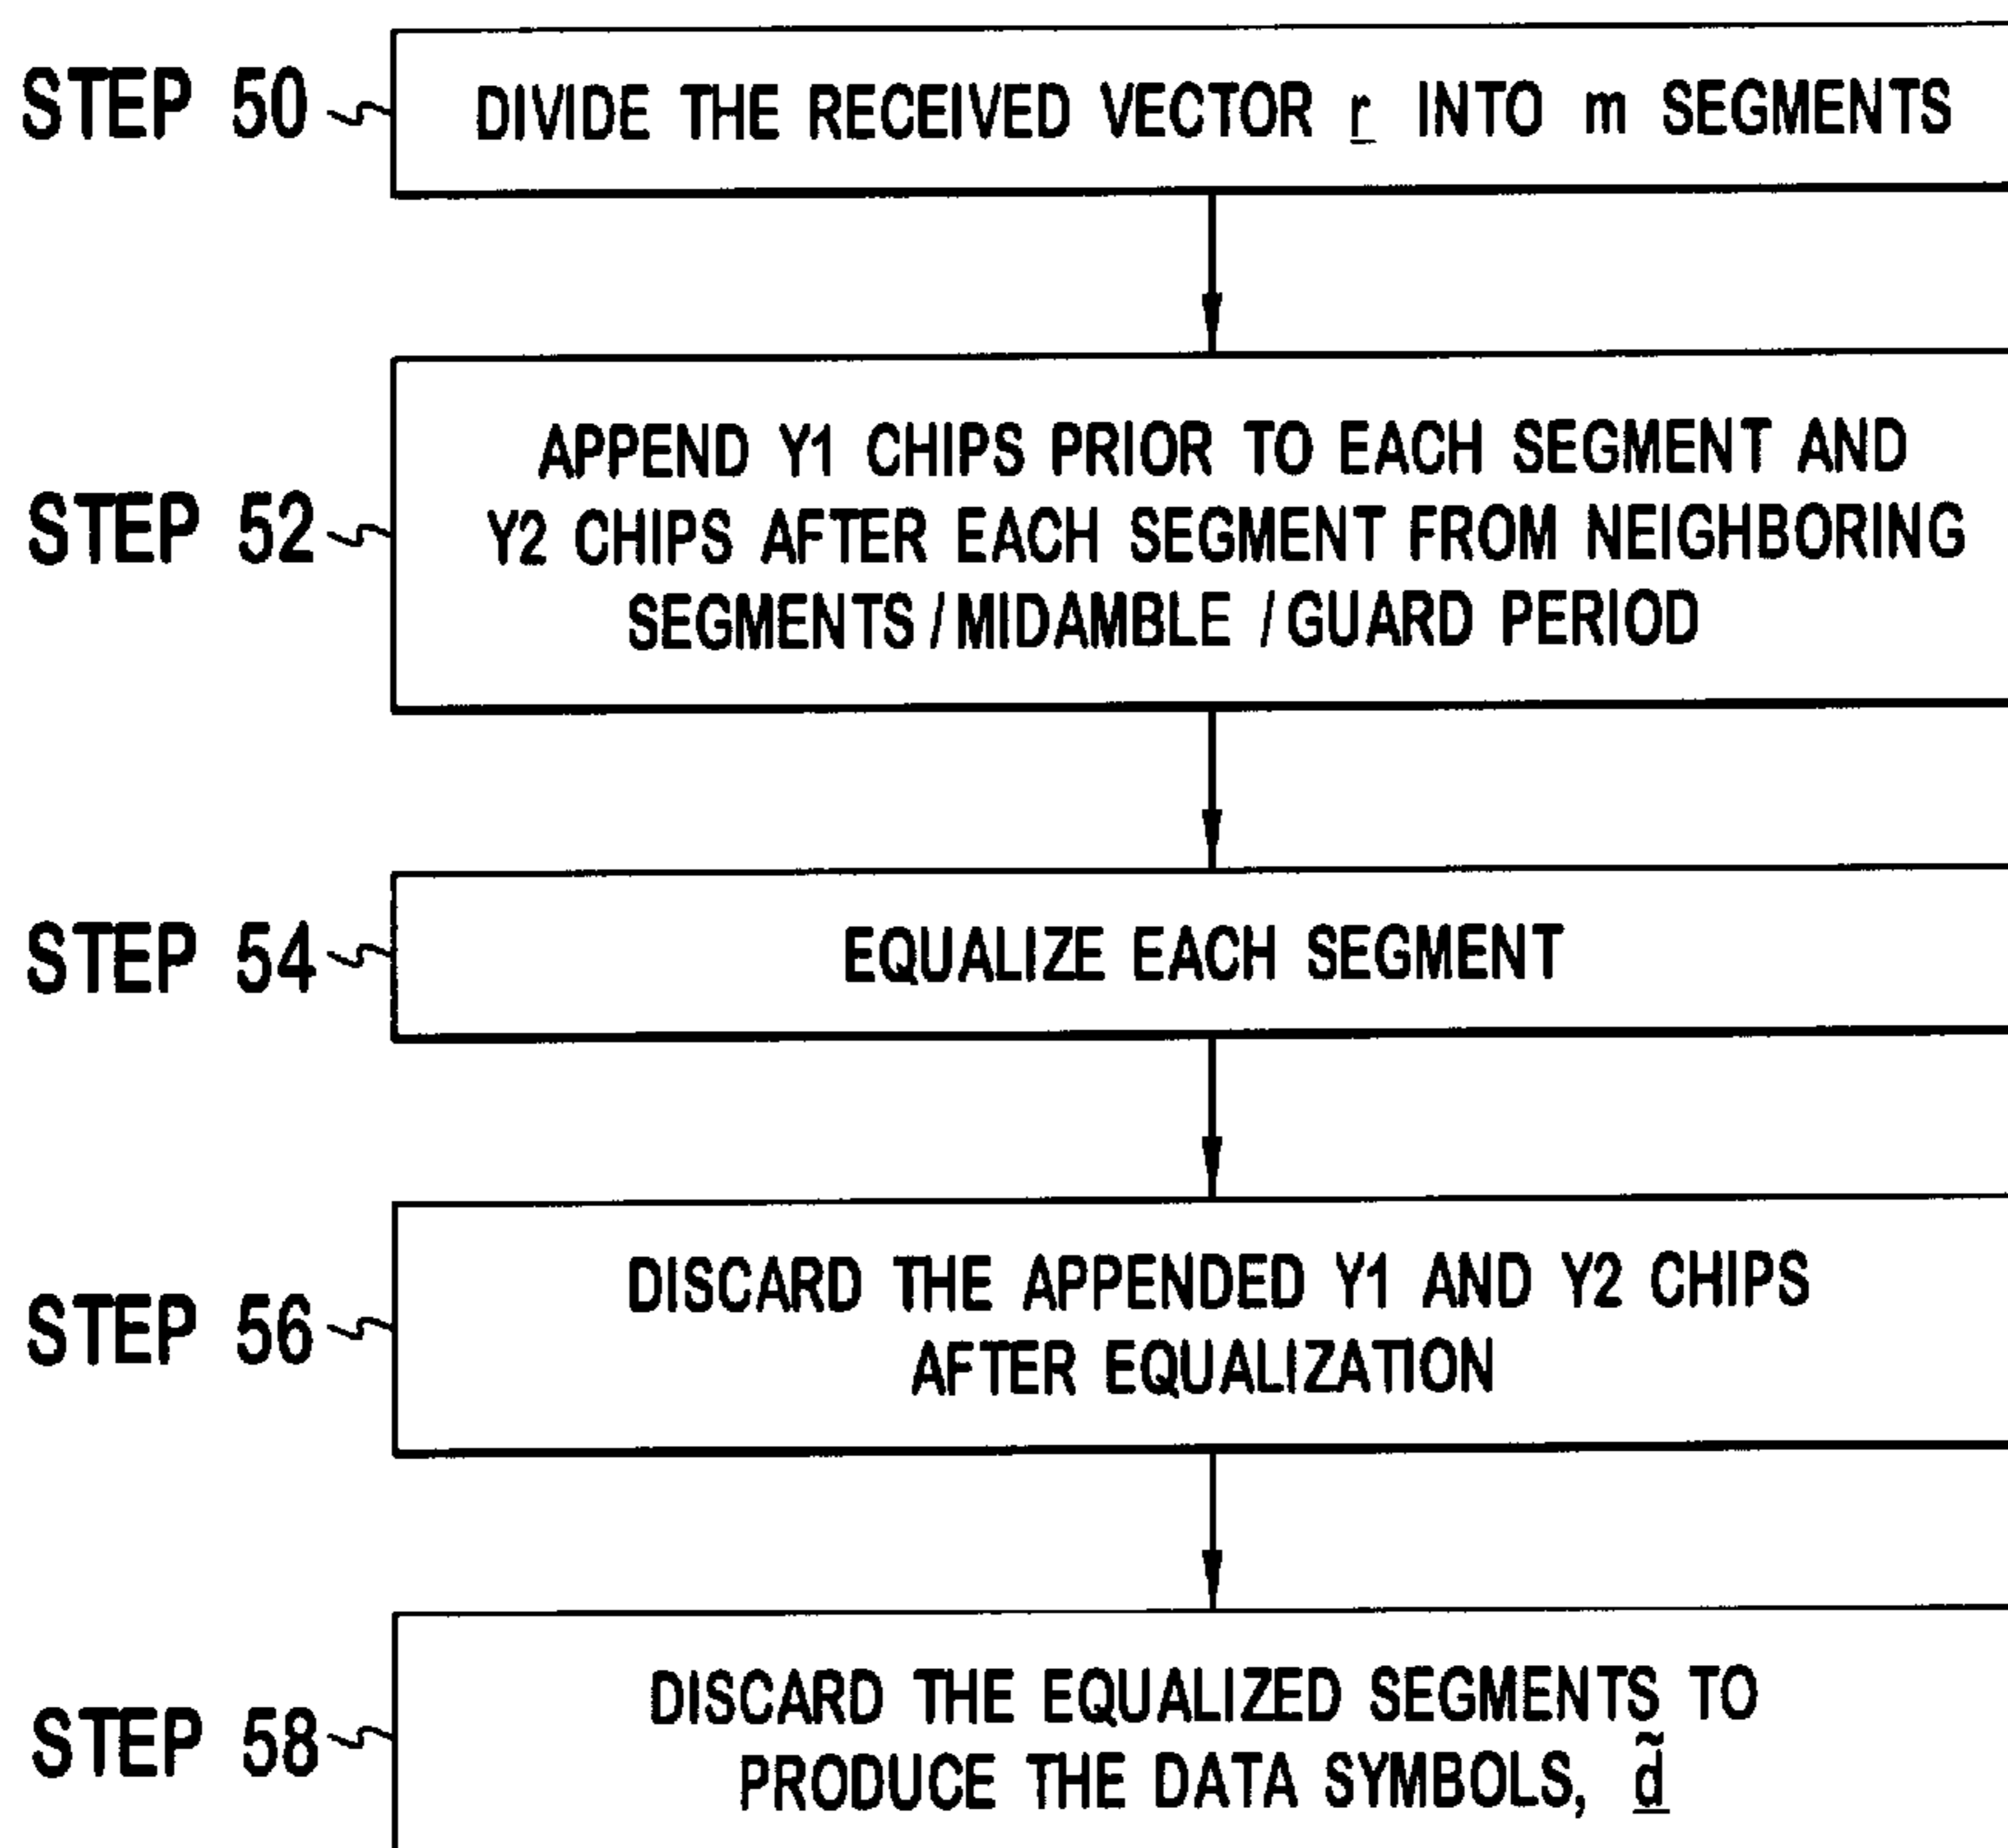 STEP 50
DIVIDE THE RECEIVED VECTOR r INTO m SEGMENTS
STEP 52
APPEND Y1 CHIPS PRIOR TO EACH SEGMENT AND
Y2 CHIPS AFTER EACH SEGMENT FROM NEIGHBORING
SEGMENTS / MIDAMBLE / GUARD PERIOD
STEP 54
EQUALIZE EACH SEGMENT
STEP 56
DISCARD THE APPENDED Y1 AND Y2 CHIPS
AFTER EQUALIZATION
STEP 58
DISCARD THE EQUALIZED SEGMENTS TO
PRODUCE THE DATA SYMBOLS, d̲̃